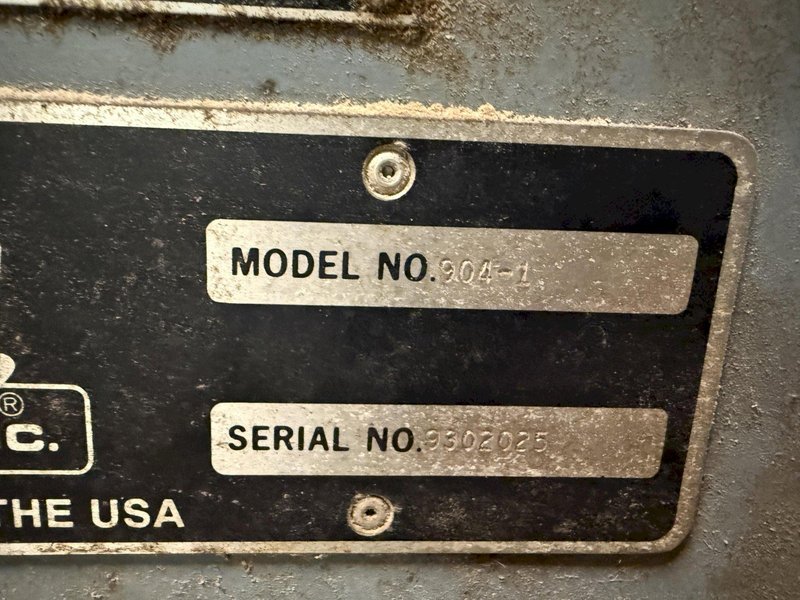 MODEL NO. 904-1
®
C.
SERIAL NO. 9302025
THE USA